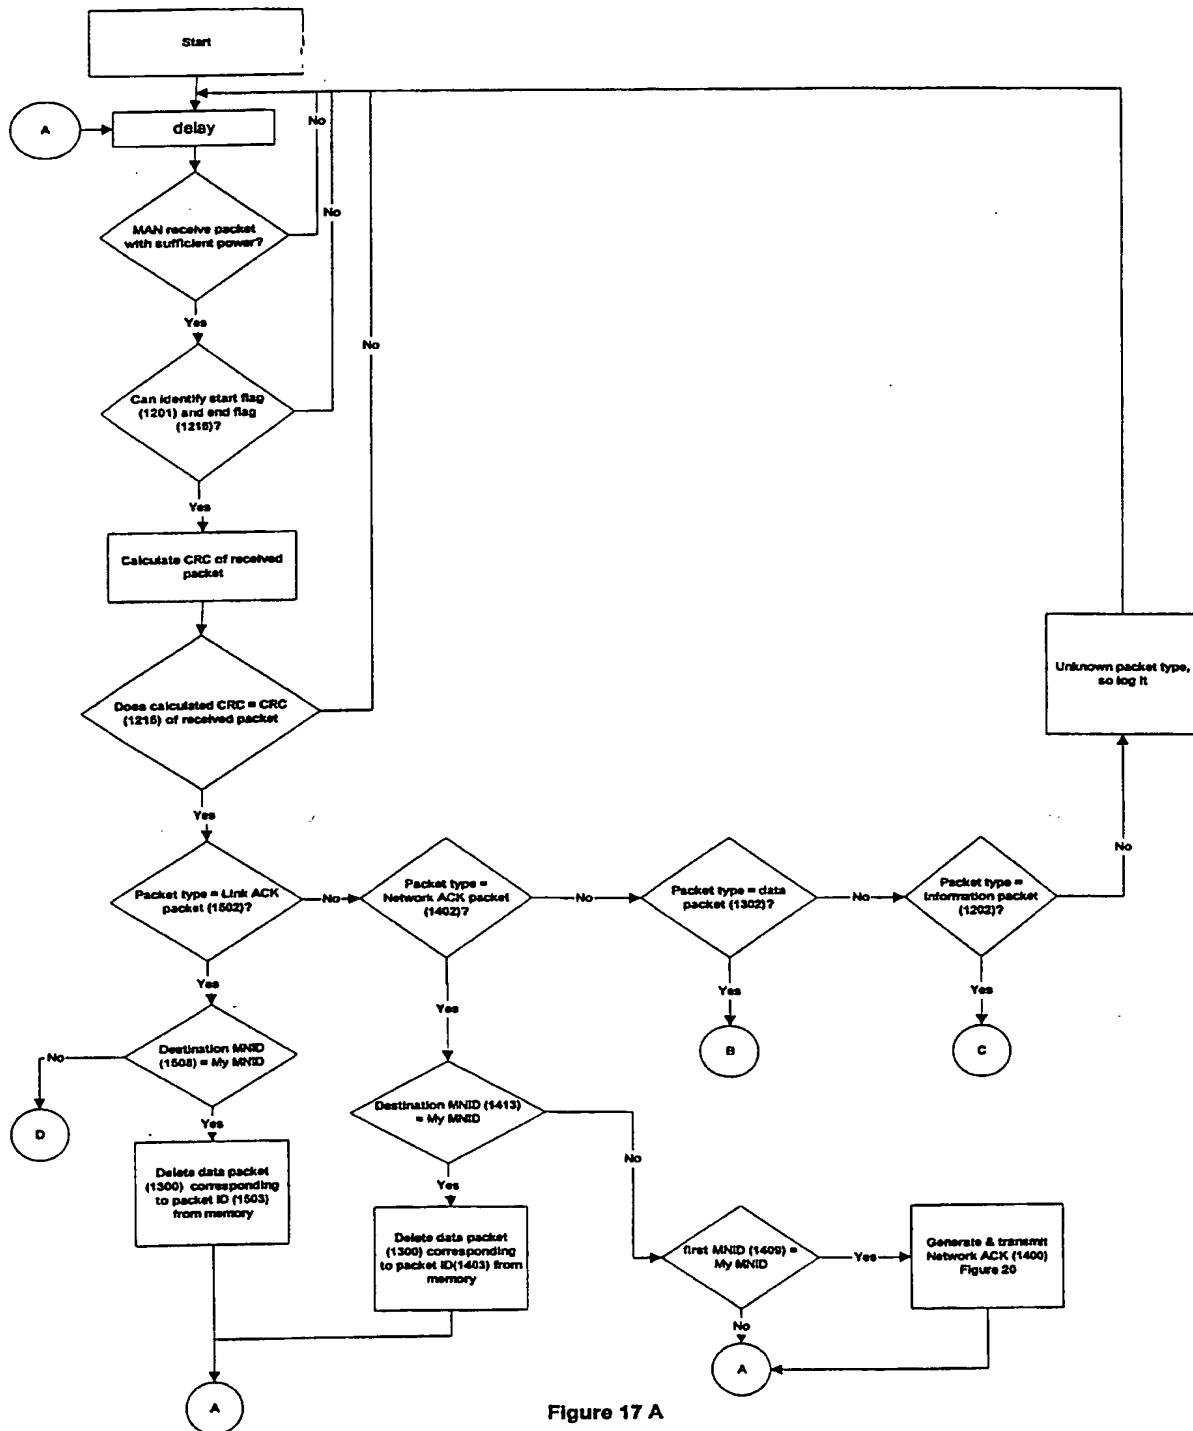 Start
A
delay
No
MAN receive packet
with sufficient power?
No
Yes
No
Can identify start flag
(1201) and end flag
(1216)?
Yes
Calculate CRC of received
packet
Does calculated CRC = CRC
(1215) of received packet
Unknown packet type,
so log it
Yes
No
Packet type = Link ACK
packet (1502)?
No
Packet type =
Network ACK packet
(1402)?
No
Packet type = data
packet (1302)?
No
Packet type =
Information packet
(1202)?
Yes
Yes
Yes
Yes
No
Destination MNID
(1508) = My MNID
B
C
D
Yes
Destination MNID (1413)
= My MNID
No
Delete data packet
(1300) corresponding
to packet ID (1503)
from memory
Yes
Delete data packet
(1300) corresponding
to packet ID(1403) from
memory
first MNID (1409) =
My MNID
Yes
Generate & transmit
Network ACK (1400)
Figure 20
No
A
A
Figure 17 A